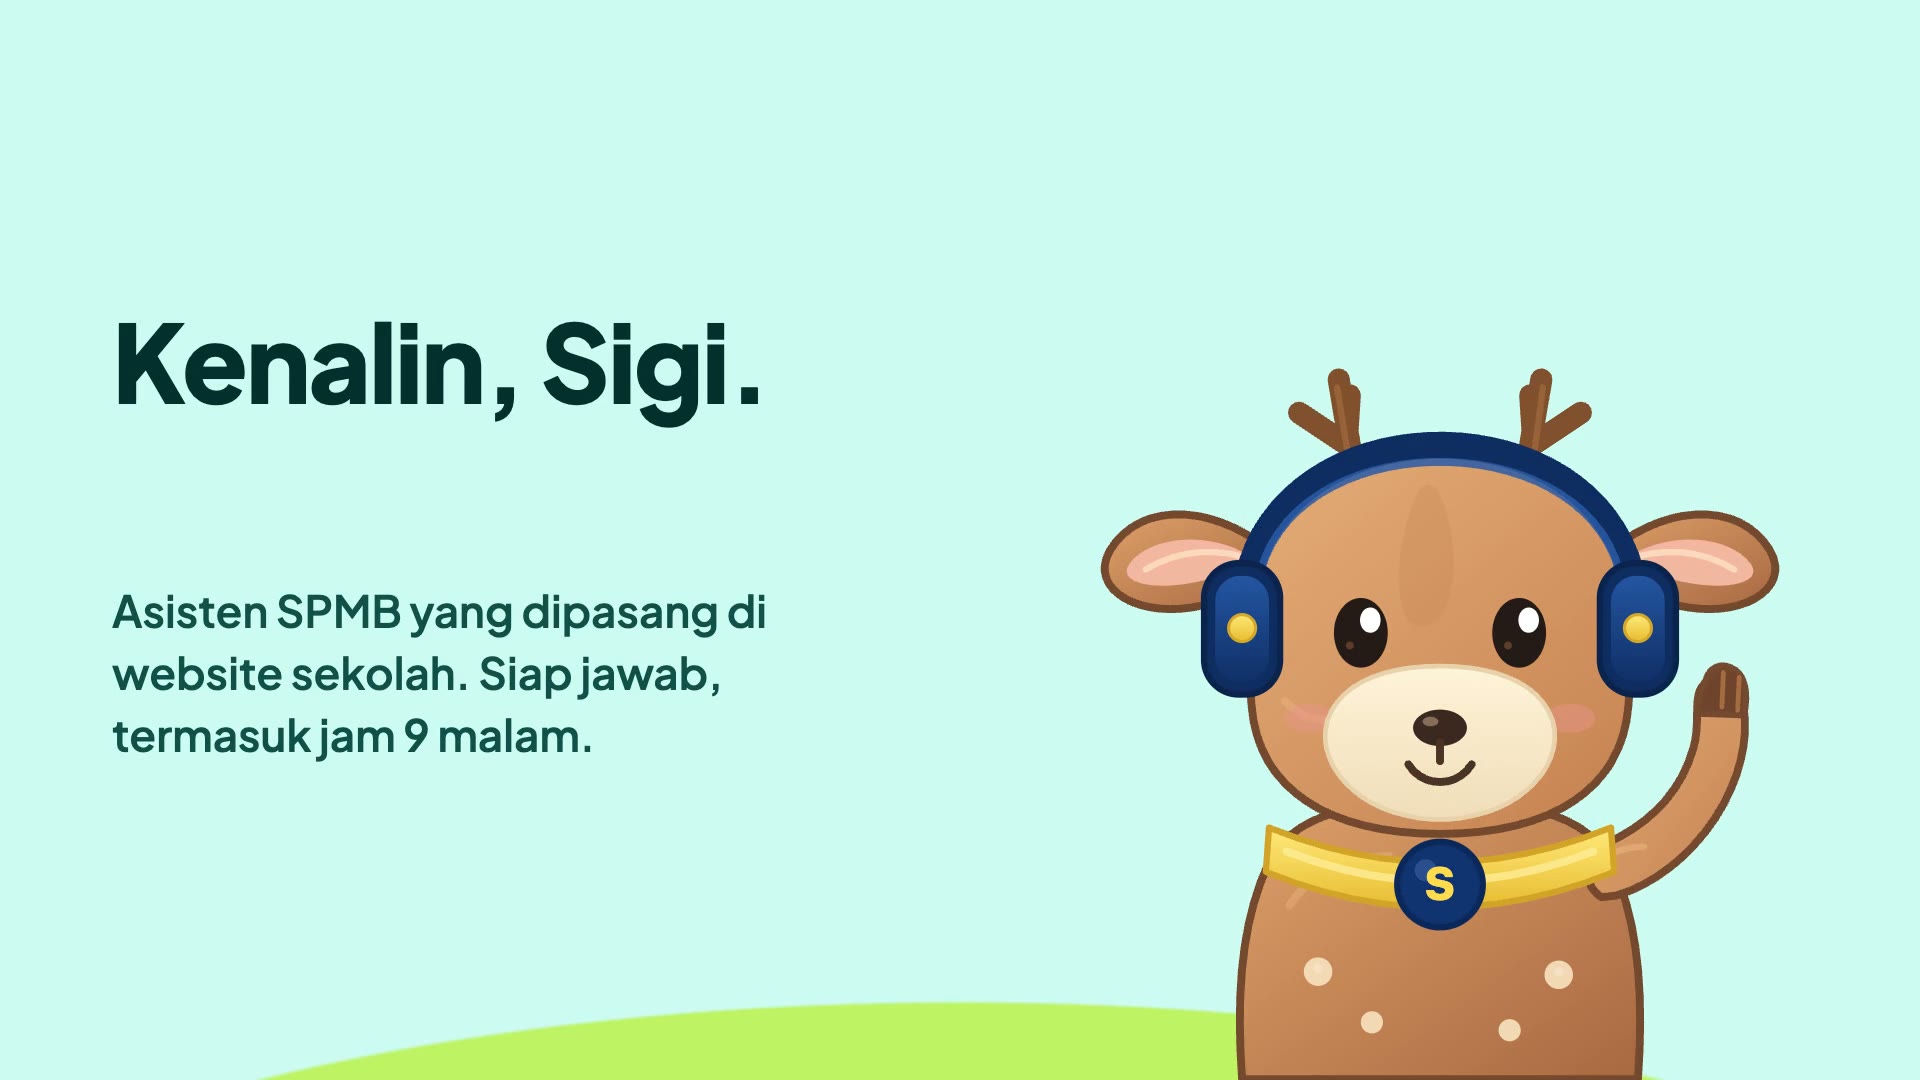 Kenalin, Sigi.
Asisten SPMB yang dipasang di
website sekolah. Siap jawab,
termasuk jam 9 malam.
S